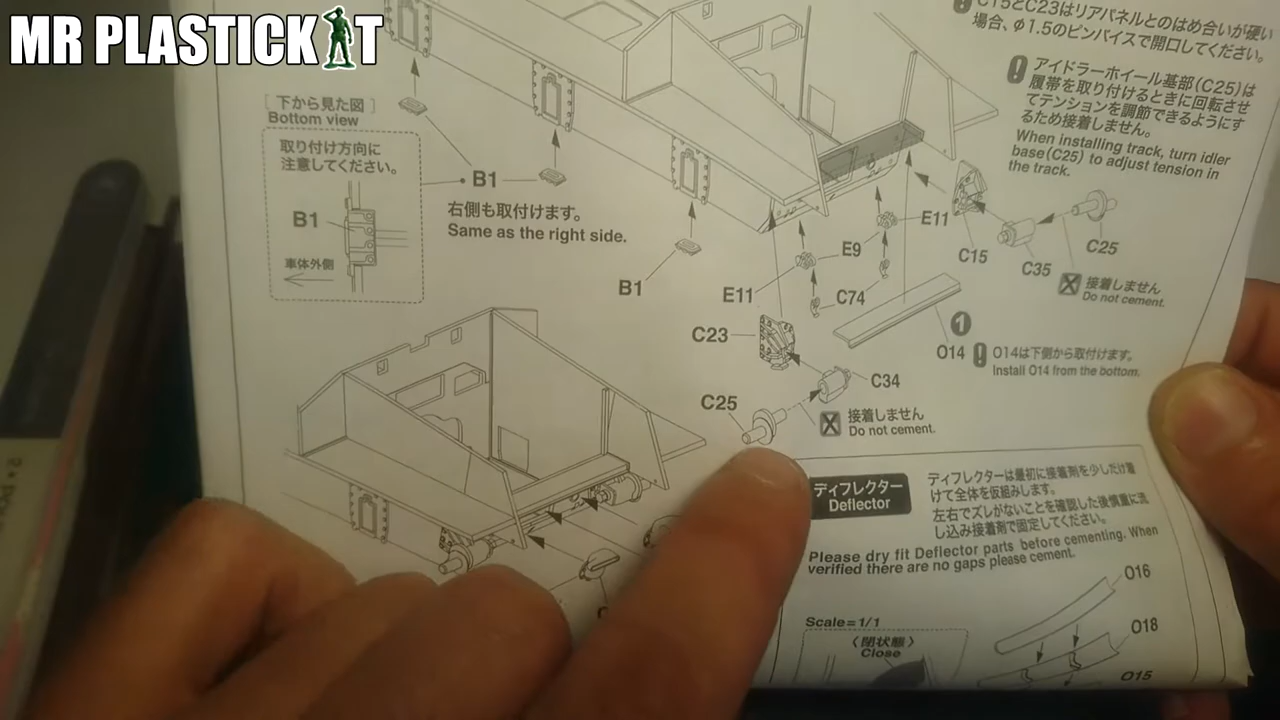 MR PLASTICK T
C15とC23はリアパネルとのはめ合いが硬い
場合、φ1.5のピンバイスで開口してください。
アイドラーホイール基部(C25)は
履帯を取り付けるときに回転させ
てテンションを調節できるようにす
るため接着しません。
When installing track, turn idler
base(C25) to adjust tension in
the track.
[下から見た図]
Bottom view
取り付け方向に
注意してください。
B1
車体外側
B1
右側も取付けます。
Same as the right side.
B1
E11
E9
C15
C35
C25
接着しません
Do not cement.
E11
C74
C23
1
O14
O14は下側から取付けます。
Install O14 from the bottom.
C34
C25
接着しません
Do not cement.
ディフレクター
Deflector
ディフレクターは最初に接着剤を少しだけ着
けて全体を仮組みします。
左右でズレがないことを確認した後慎重に流
し込み接着剤で固定してください。
Please dry fit Deflector parts before cementing. When
verified there are no gaps please cement.
Scale=1/1
〈閉状態〉
Close
O16
O18
O15